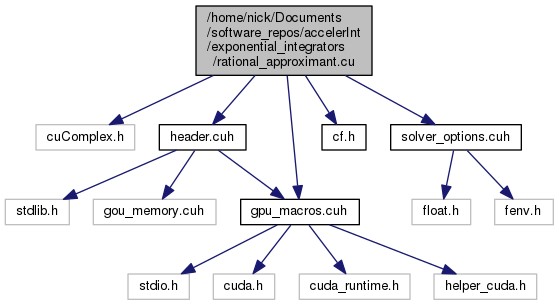 /home/nick/Documents
/software_repos/accelerInt
/exponential_integrators
/rational_approximant.cu
cuComplex.h
header.cuh
cf.h
solver_options.cuh
stdlib.h
gou_memory.cuh
gpu_macros.cuh
float.h
fenv.h
stdio.h
cuda.h
cuda_runtime.h
helper_cuda.h